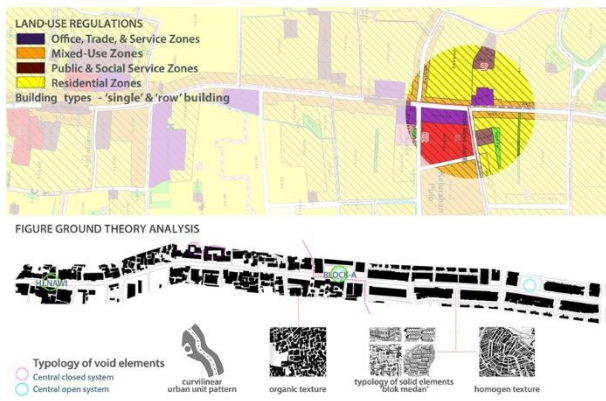 LAND-USE REGULATIONS
Office, Trade, & Service Zones
Mixed-Use Zones
Public & Social Service Zones
Residential Zones
Building types - 'single' & 'row' building
FIGURE GROUND THEORY ANALYSIS
H.NAWI
BLOCK-A
Typology of void elements
Central closed system
Central open system
curvilinear
urban unit pattern
organic texture
typology of solid elements
'blok medan'
homogen texture